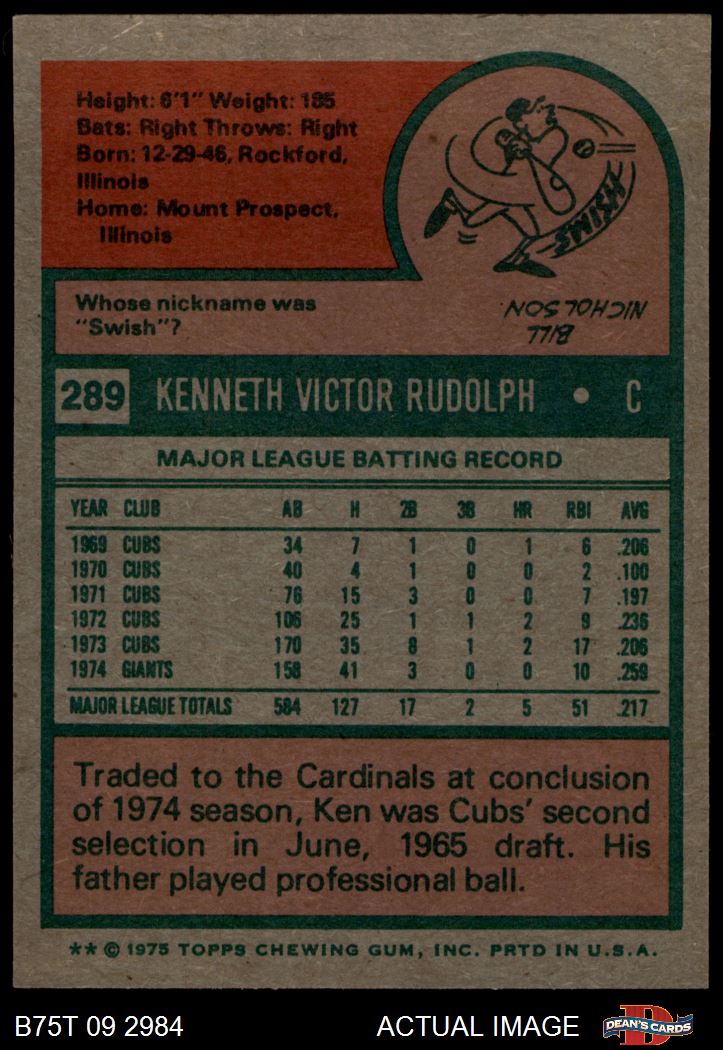 Height: 6'1" Weight: 185
Bats: Right Throws: Right
Born: 12-29-46, Rockford,
Illinois
Home: Mount Prospect,
Illinois
SWISH
Whose nickname was
"Swish"?
BILL
NICHOLSON
289 KENNETH VICTOR RUDOLPH • C
MAJOR LEAGUE BATTING RECORD
YEAR CLUB AB H 2B 3B HR RBI AVG
1969 CUBS 34 7 1 0 1 6 .206
1970 CUBS 40 4 1 0 0 2 .100
1971 CUBS 76 15 3 0 0 7 .197
1972 CUBS 106 25 1 1 2 9 .236
1973 CUBS 170 35 8 1 2 17 .206
1974 GIANTS 158 41 3 0 0 10 .259
MAJOR LEAGUE TOTALS 584 127 17 2 5 51 .217
Traded to the Cardinals at conclusion
of 1974 season, Ken was Cubs' second
selection in June, 1965 draft. His
father played professional ball.
** © 1975 TOPPS CHEWING GUM, INC. PRTD IN U.S.A.
B75T 09 2984 ACTUAL IMAGE D DEAN'S CARDS